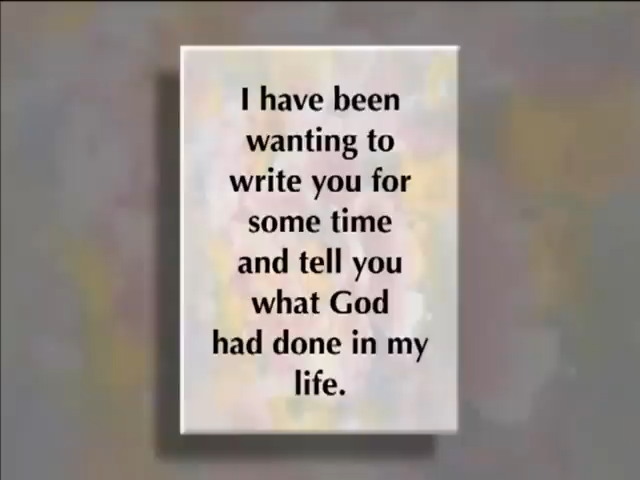 I have been
wanting to
write you for
some time
and tell you
what God
had done in my
life.